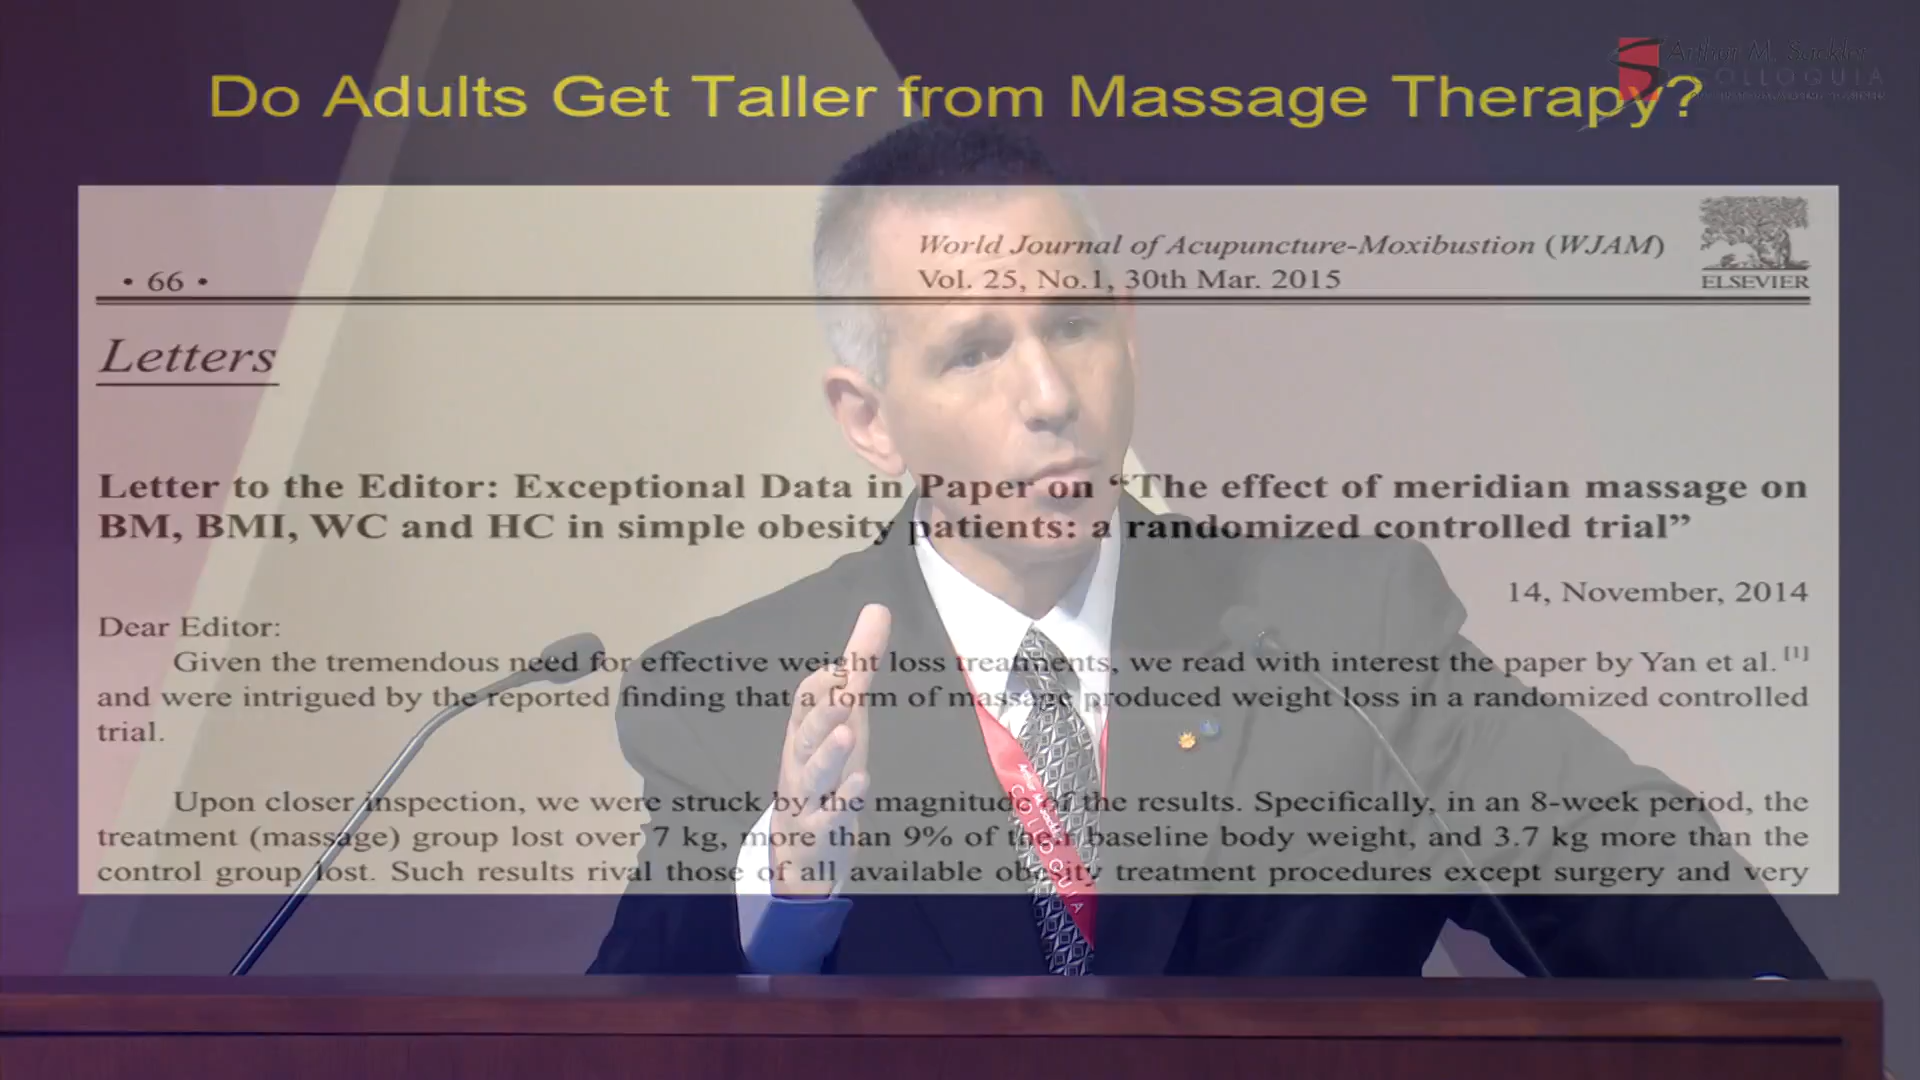 Arthur M. Sackler
COLLOQUIA
Do Adults Get Taller from Massage Therapy?
World Journal of Acupuncture-Moxibustion (WJAM)
• 66 •
Vol. 25, No.1, 30th Mar. 2015
ELSEVIER
Letters
Letter to the Editor: Exceptional Data in Paper on “The effect of meridian massage on
BM, BMI, WC and HC in simple obesity patients: a randomized controlled trial”
14, November, 2014
Dear Editor:
Given the tremendous need for effective weight loss treatments, we read with interest the paper by Yan et al. [1]
and were intrigued by the reported finding that a form of massage produced weight loss in a randomized controlled
trial.
Upon closer inspection, we were struck by the magnitude of the results. Specifically, in an 8-week period, the
treatment (massage) group lost over 7 kg, more than 9% of their baseline body weight, and 3.7 kg more than the
control group lost. Such results rival those of all available obesity treatment procedures except surgery and very
Arthur M. Sackler
COLLOQUIA